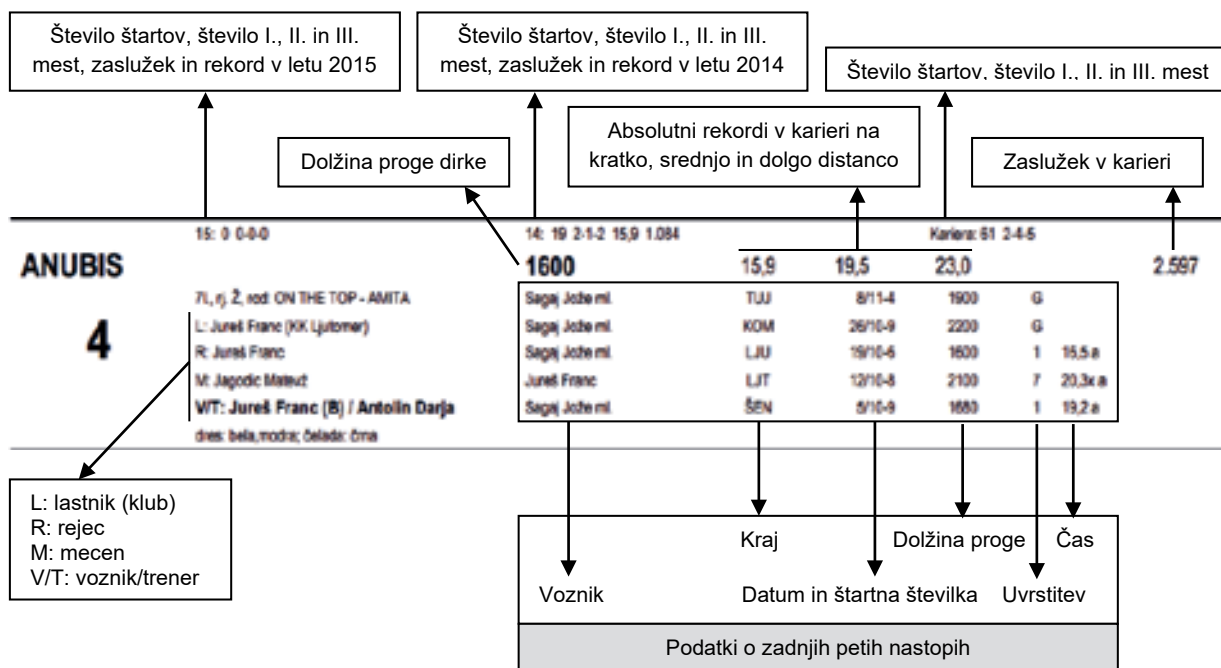 Število štartov, število I., II. in III.
mest, zaslužek in rekord v letu 2015
Število štartov, število I., II. in III.
mest, zaslužek in rekord v letu 2014
Število štartov, število I., II. in III. mest
Dolžina proge dirke
Absolutni rekordi v karieri na
kratko, srednjo in dolgo distanco
Zaslužek v karieri
15: 0 0-0-0
14: 19 2-1-2 15,9 1.084
Kariera: 61 2-4-5
ANUBIS
1600 15,9 19,5 23,0 2.597
7L, rj. Ž, rod: ON THE TOP - AMITA
Sagaj Jože ml. TUJ 8/11-4 1900 G
4
L: Jureš Franc (KK Ljutomer)
Sagaj Jože ml. KOM 26/10-9 2200 G
R: Jureš Franc
Sagaj Jože ml. LJU 19/10-6 1600 1 15,5 a
M: Jagodic Matevž
Jureš Franc LJT 12/10-8 2100 7 20,3x a
V/T: Jureš Franc (B) / Antolin Darja
Sagaj Jože ml. ŠEN 5/10-9 1680 1 19,2 a
dres: bela,modra; čelada: črna
L: lastnik (klub)
R: rejec
M: mecen
V/T: voznik/trener
Kraj Dolžina proge Čas
Voznik Datum in štartna številka Uvrstitev
Podatki o zadnjih petih nastopih